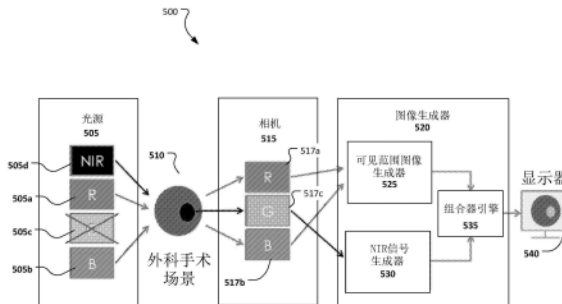 500
光源
505
相机
515
图像生成器
520
NIR
505d
R
505a
505c
B
505b
510
外科手术
场景
517a
R
517c
G
B
517b
可见范围图像
生成器
525
NIR信号
生成器
530
组合器引擎
535
显示器
540